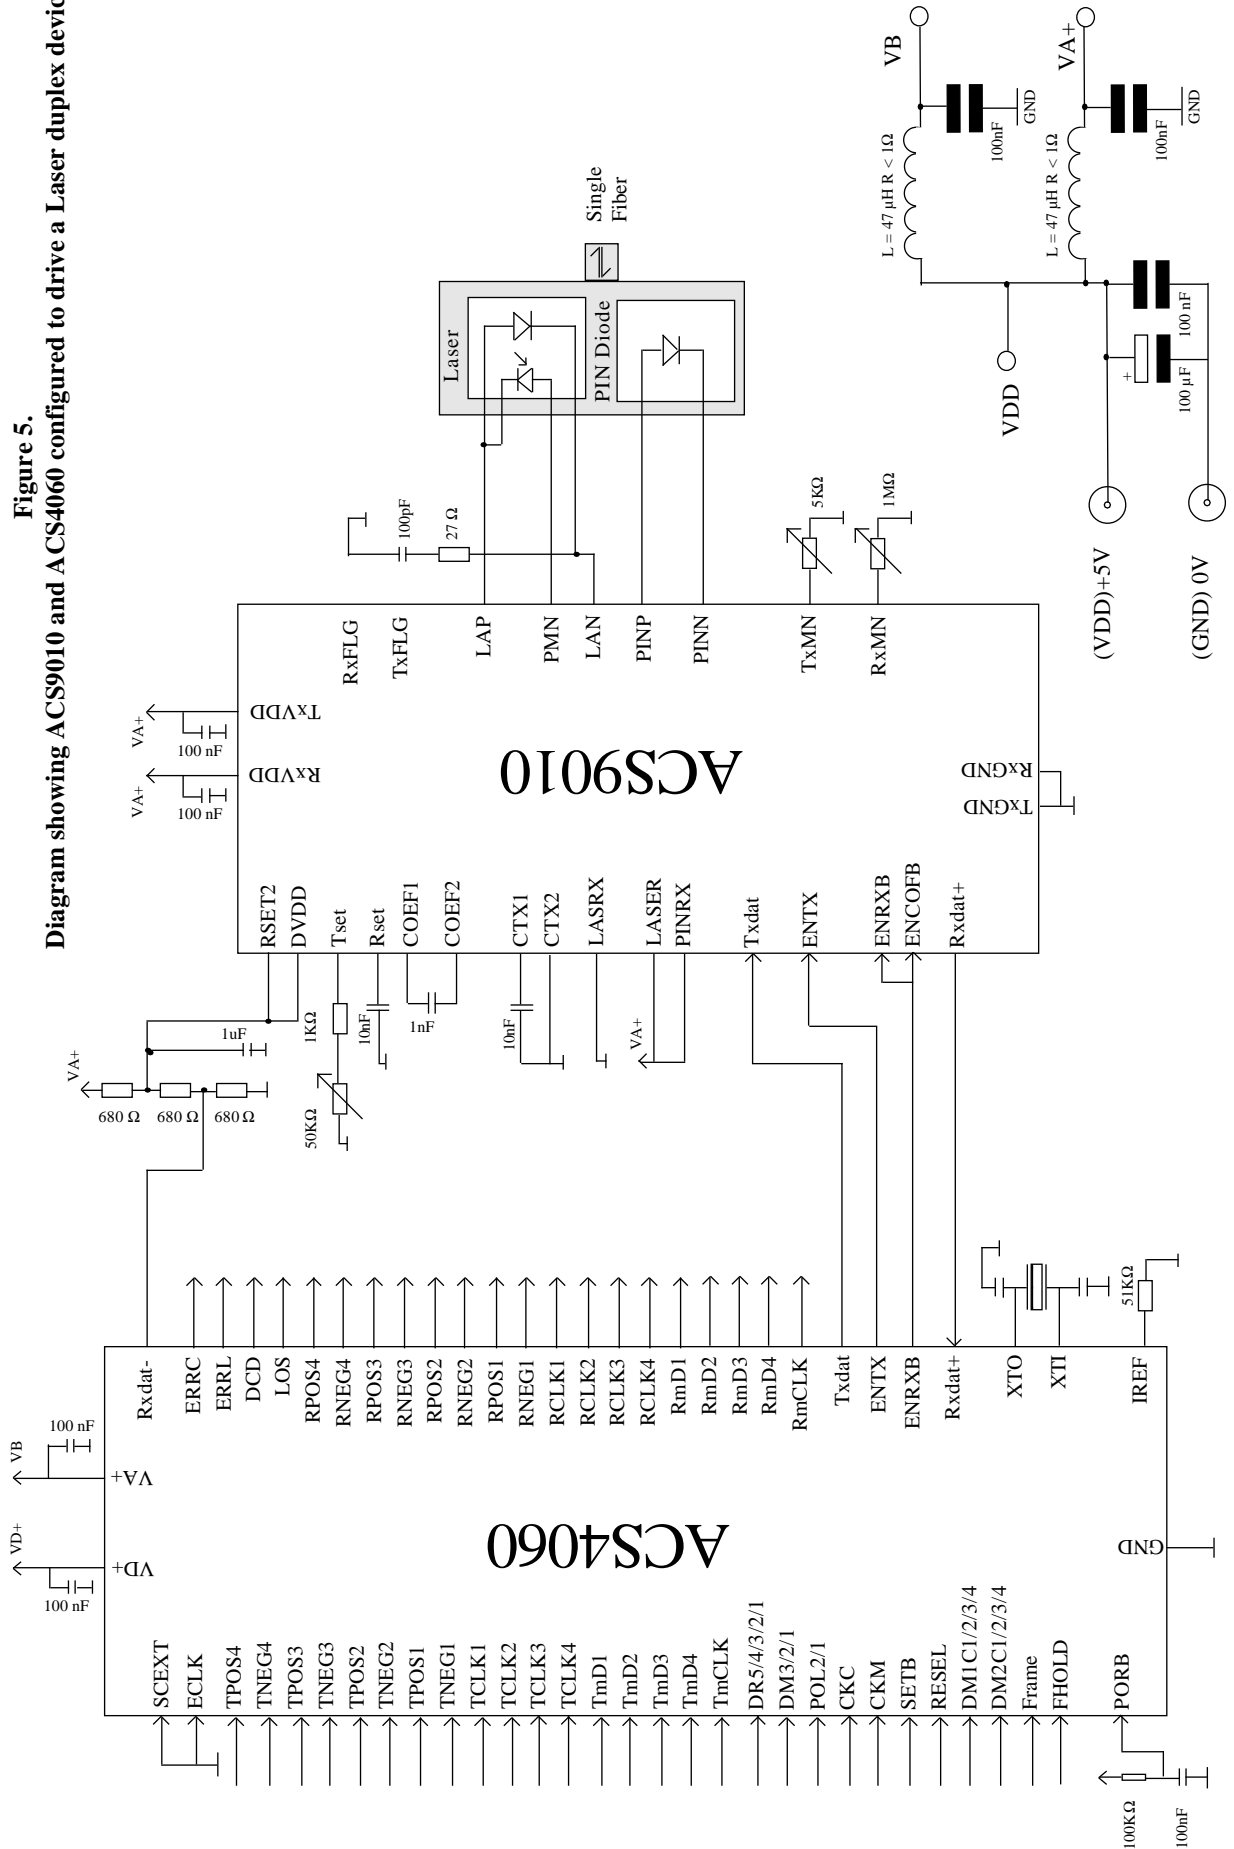 Figure 5.
Diagram showing ACS9010 and ACS4060 configured to drive a Laser duplex devic
VB
VA+
L = 47 µH R < 1Ω
100nF
GND
L = 47 µH R < 1Ω
100nF
GND
VDD
+
100 µF
100 nF
(VDD)+5V
(GND) 0V
Single
Fiber
Laser
PIN Diode
100pF
27 Ω
5KΩ
1MΩ
ACS9010
RxFLG
TxFLG
LAP
PMN
LAN
PINP
PINN
TxMN
RxMN
TxVDD
RxVDD
VA+
100 nF
VA+
100 nF
RxGND
TxGND
RSET2
DVDD
Tset
Rset
COEF1
COEF2
CTX1
CTX2
LASRX
LASER
PINRX
Txdat
ENTX
ENRXB
ENCOFB
Rxdat+
VA+
1uF
680 Ω
680 Ω
680 Ω
1KΩ
50KΩ
10nF
1nF
10nF
VA+
ACS4060
Rxdat-
ERRC
ERRL
DCD
LOS
RPOS4
RNEG4
RPOS3
RNEG3
RPOS2
RNEG2
RPOS1
RNEG1
RCLK1
RCLK2
RCLK3
RCLK4
RmD1
RmD2
RmD3
RmD4
RmCLK
Txdat
ENTX
ENRXB
Rxdat+
XTO
XTI
IREF
51KΩ
VB
100 nF
VA+
VD+
100 nF
VD+
GND
SCEXT
ECLK
TPOS4
TNEG4
TPOS3
TNEG3
TPOS2
TNEG2
TPOS1
TNEG1
TCLK1
TCLK2
TCLK3
TCLK4
TmD1
TmD2
TmD3
TmD4
TmCLK
DR5/4/3/2/1
DM3/2/1
POL2/1
CKC
CKM
SETB
RESEL
DM1C1/2/3/4
DM2C1/2/3/4
Frame
FHOLD
PORB
100KΩ
100nF